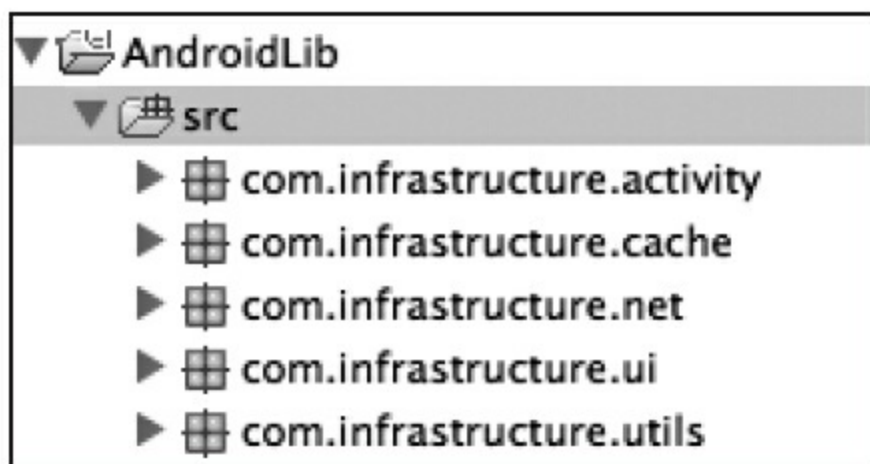 AndroidLib
src
com.infrastructure.activity
com.infrastructure.cache
com.infrastructure.net
com.infrastructure.ui
com.infrastructure.utils